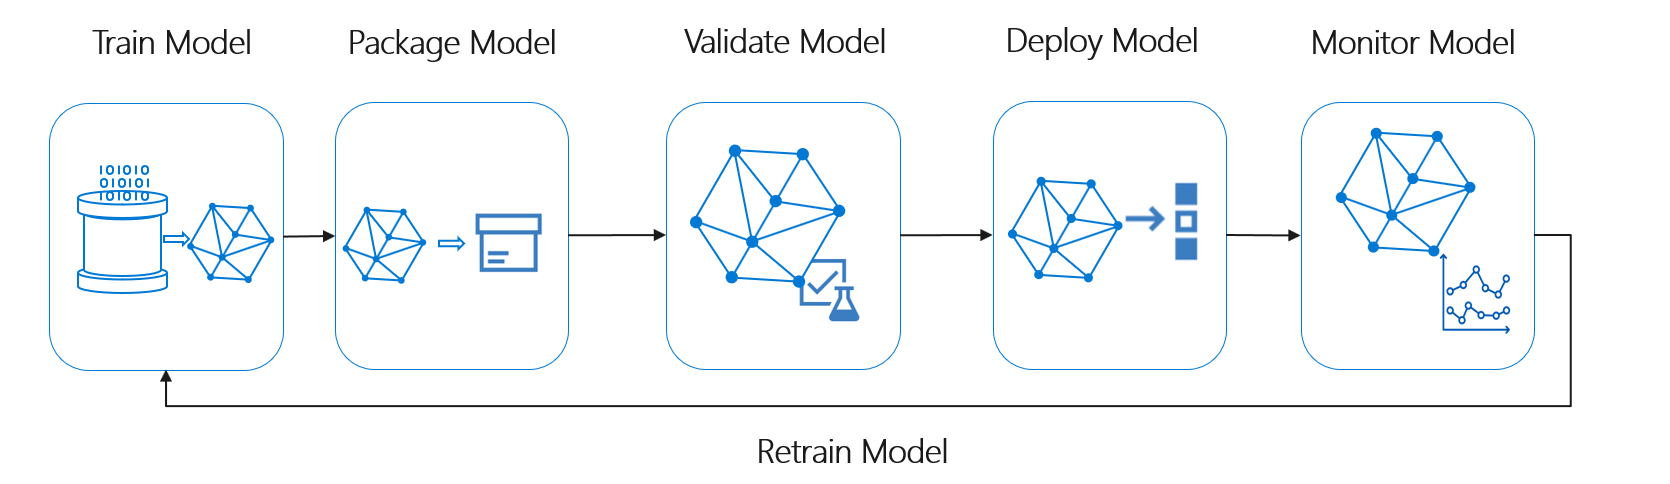 Train Model
Package Model
Validate Model
Deploy Model
Monitor Model
101010
010101
101010
Retrain Model